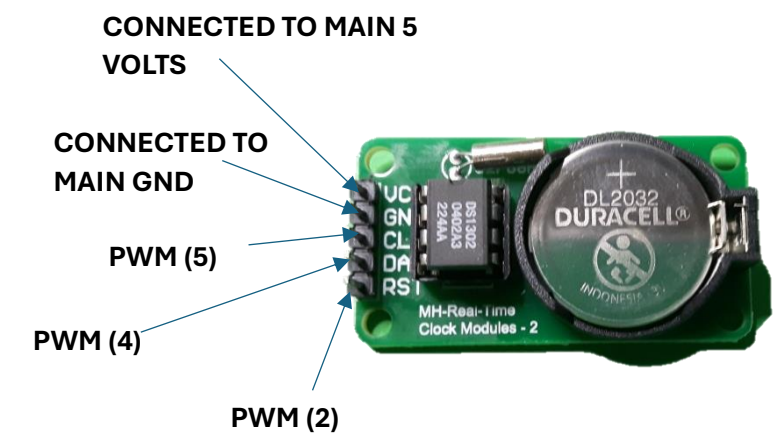 CONNECTED TO MAIN 5
VOLTS
CONNECTED TO
MAIN GND
PWM (5)
PWM (4)
PWM (2)
VC
GN
CL
DA
RST
DS1302
0402A3
224AA
DL2032
DURACELL®
INDONESIA
MH-Real-Time
Clock Modules - 2